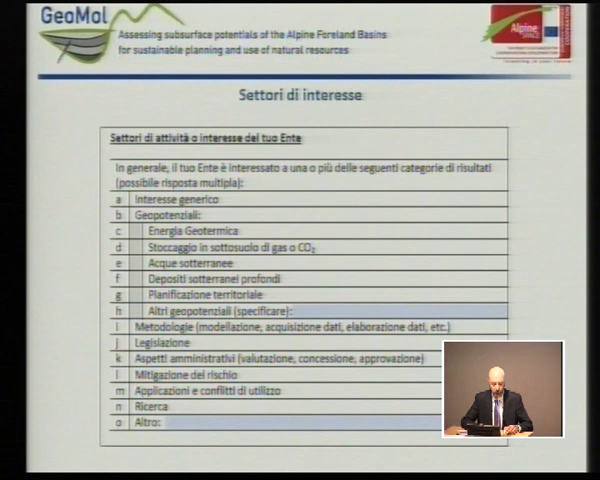 GeoMol
Assessing subsurface potentials of the Alpine Foreland Basins
for sustainable planning and use of natural resources
Alpine
Settori di interesse
Settori di attività o interesse del tuo Ente
In generale, il tuo Ente è interessato a una o più delle seguenti categorie di risultati
(possibile risposta multipla):
a Interesse generico
b Geopotenziali:
c Energia Geotermica
d Stoccaggio in sottosuolo di gas o CO₂
e Acque sotterranee
f Depositi sotterranei profondi
g Planificazione territoriale
h Altri geopotenziali (specificare):
i Metodologie (modellazione, acquisizione dati, elaborazione dati, etc.)
j Legislazione
k Aspetti amministrativi (valutazione, concessione, approvazione)
l Mitigazione del rischio
m Applicazioni e conflitti di utilizzo
n Ricerca
o Altro: